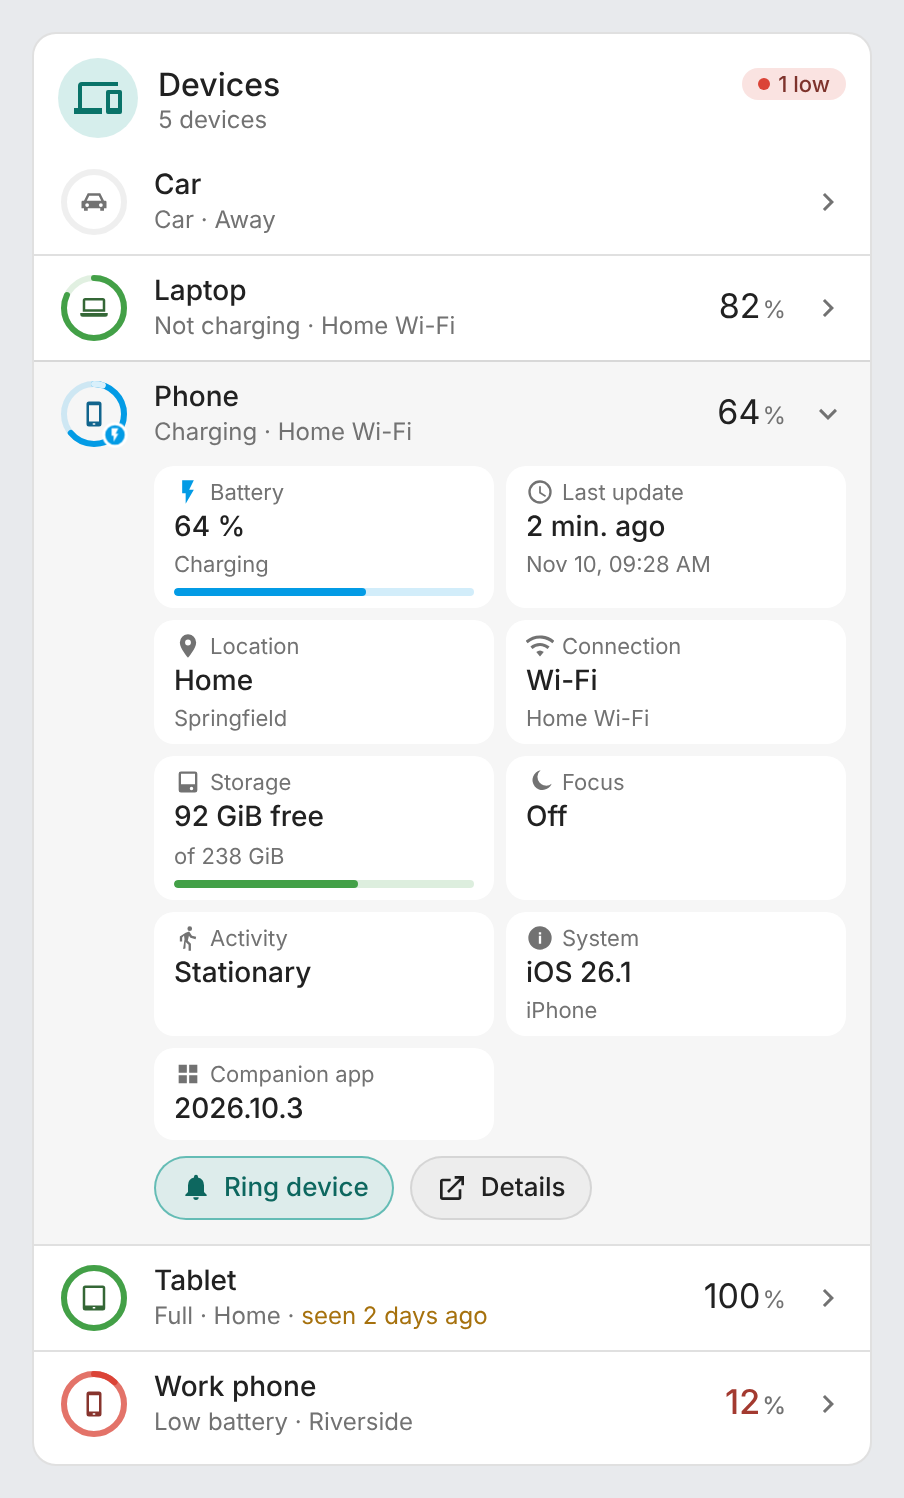 Devices
5 devices
1 low
Car
Car · Away
Laptop
Not charging · Home Wi-Fi
82%
Phone
Charging · Home Wi-Fi
64%
Battery
64 %
Charging
Last update
2 min. ago
Nov 10, 09:28 AM
Location
Home
Springfield
Connection
Wi-Fi
Home Wi-Fi
Storage
92 GiB free
of 238 GiB
Focus
Off
Activity
Stationary
System
iOS 26.1
iPhone
Companion app
2026.10.3
Ring device
Details
Tablet
Full · Home · seen 2 days ago
100%
Work phone
Low battery · Riverside
12%